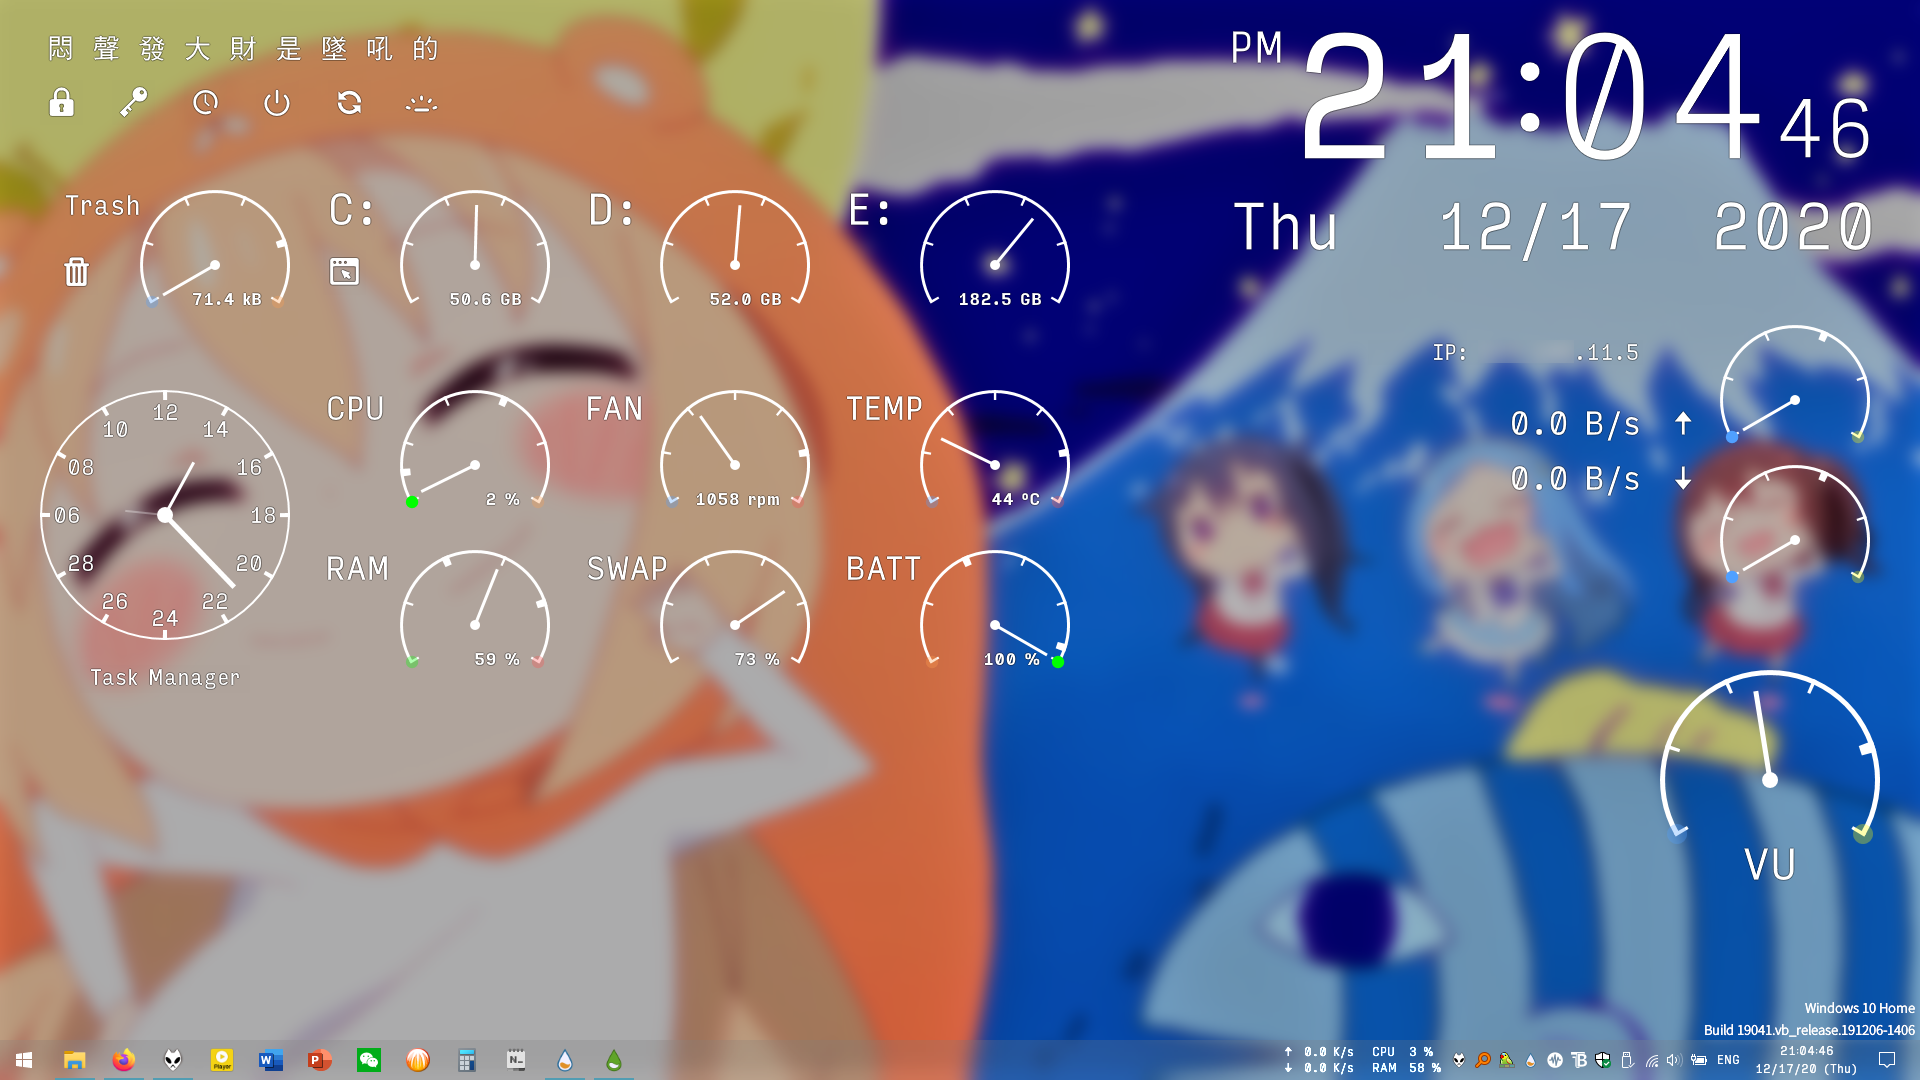 悶聲發大財是墜吼的
PM 21:04 46
Thu 12/17 2020
Trash
71.4 kB
C:
50.6 GB
D:
52.0 GB
E:
182.5 GB
IP: .11.5
0.0 B/s
0.0 B/s
12
14
16
18
20
22
24
26
28
06
08
10
Task Manager
CPU
2 %
FAN
1058 rpm
TEMP
44 ºC
RAM
59 %
SWAP
73 %
BATT
100 %
VU
Windows 10 Home
Build 19041.vb_release.191206-1406
Player
W
P
N_
↑ 0.0 K/s CPU 3 %
↓ 0.0 K/s RAM 58 %
ENG
21:04:46
12/17/20 (Thu)